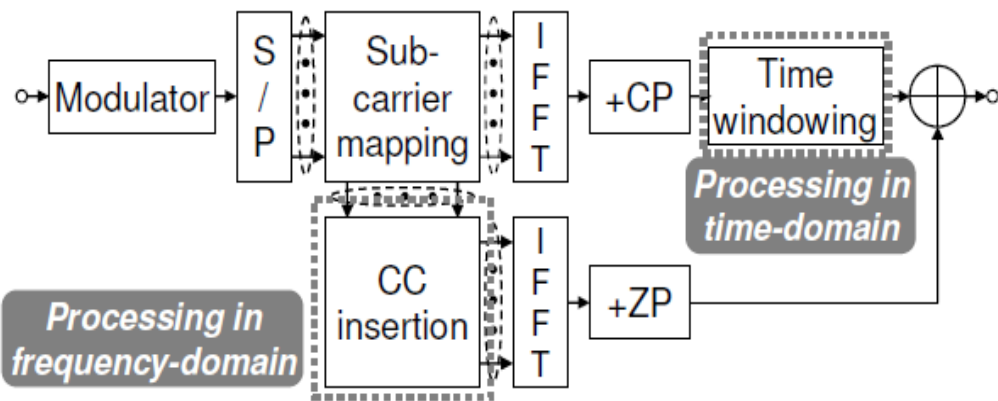 Modulator
S
/
P
Sub-
carrier
mapping
I
F
F
T
+CP
Time
windowing
Processing in
time-domain
CC
insertion
I
F
F
T
+ZP
Processing in
frequency-domain